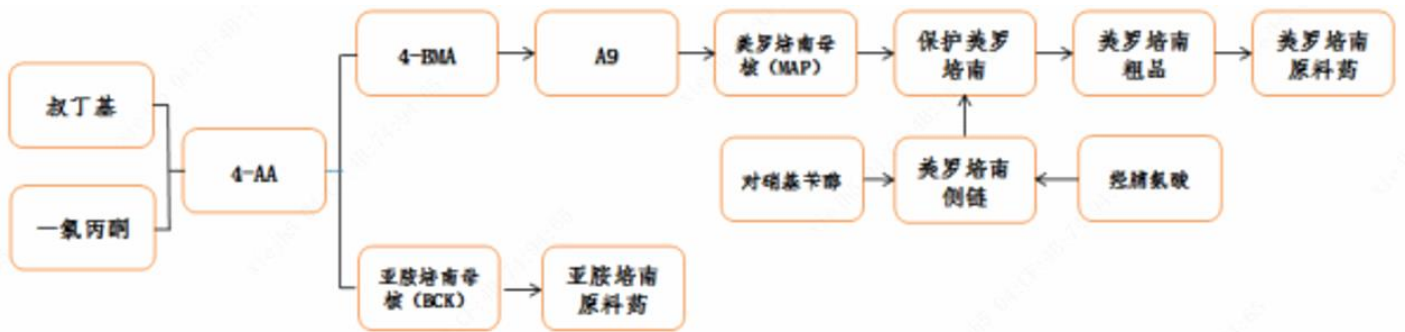 叔丁基
一氯丙酮
4-AA
4-BMA
A9
美罗培南母
核（MAP）
保护美罗
培南
美罗培南
粗品
美罗培南
原料药
对硝基苄醇
美罗培南
侧链
羟脯氨酸
亚胺培南母
核（BCK）
亚胺培南
原料药